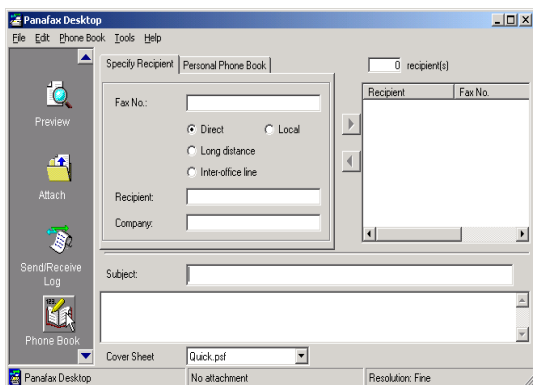 Panafax Desktop
File Edit Phone Book Tools Help
Specify Recipient Personal Phone Book
0 recipient(s)
Recipient Fax No.
Fax No.:
Direct Local
Long distance
Inter-office line
Recipient:
Company:
Preview
Attach
Send/Receive
Log
123..
Phone Book
Subject:
Cover Sheet Quick.psf
Panafax Desktop No attachment Resolution: Fine